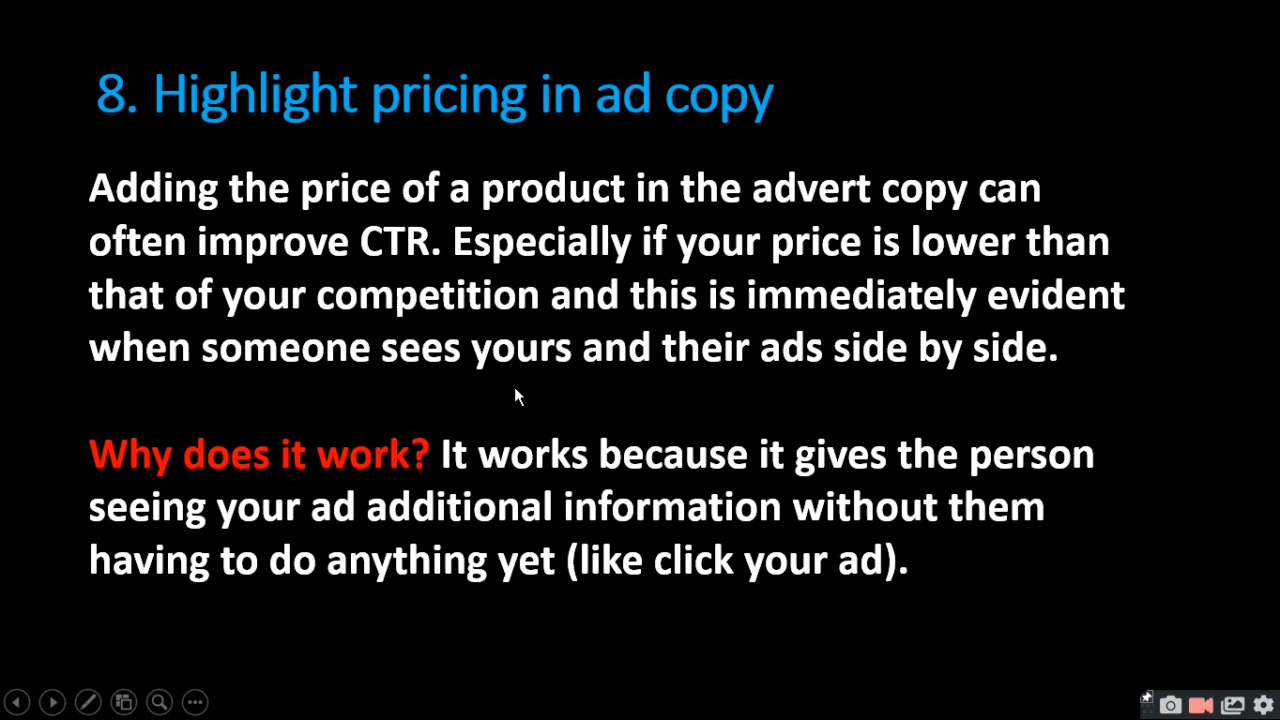 8. Highlight pricing in ad copy
Adding the price of a product in the advert copy can
often improve CTR. Especially if your price is lower than
that of your competition and this is immediately evident
when someone sees yours and their ads side by side.
Why does it work? It works because it gives the person
seeing your ad additional information without them
having to do anything yet (like click your ad).